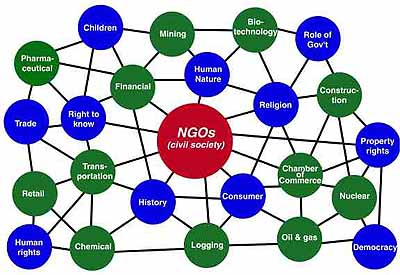 Children
Mining
Bio-
technology
Role of
Gov't
Pharma-
ceutical
Financial
Human
Nature
Religion
Construc-
tion
Trade
Right to
know
NGOs
(civil society)
Property
rights
Trans-
portation
Chamber
of
Commerce
Retail
History
Consumer
Nuclear
Human
rights
Chemical
Logging
Oil & gas
Democracy